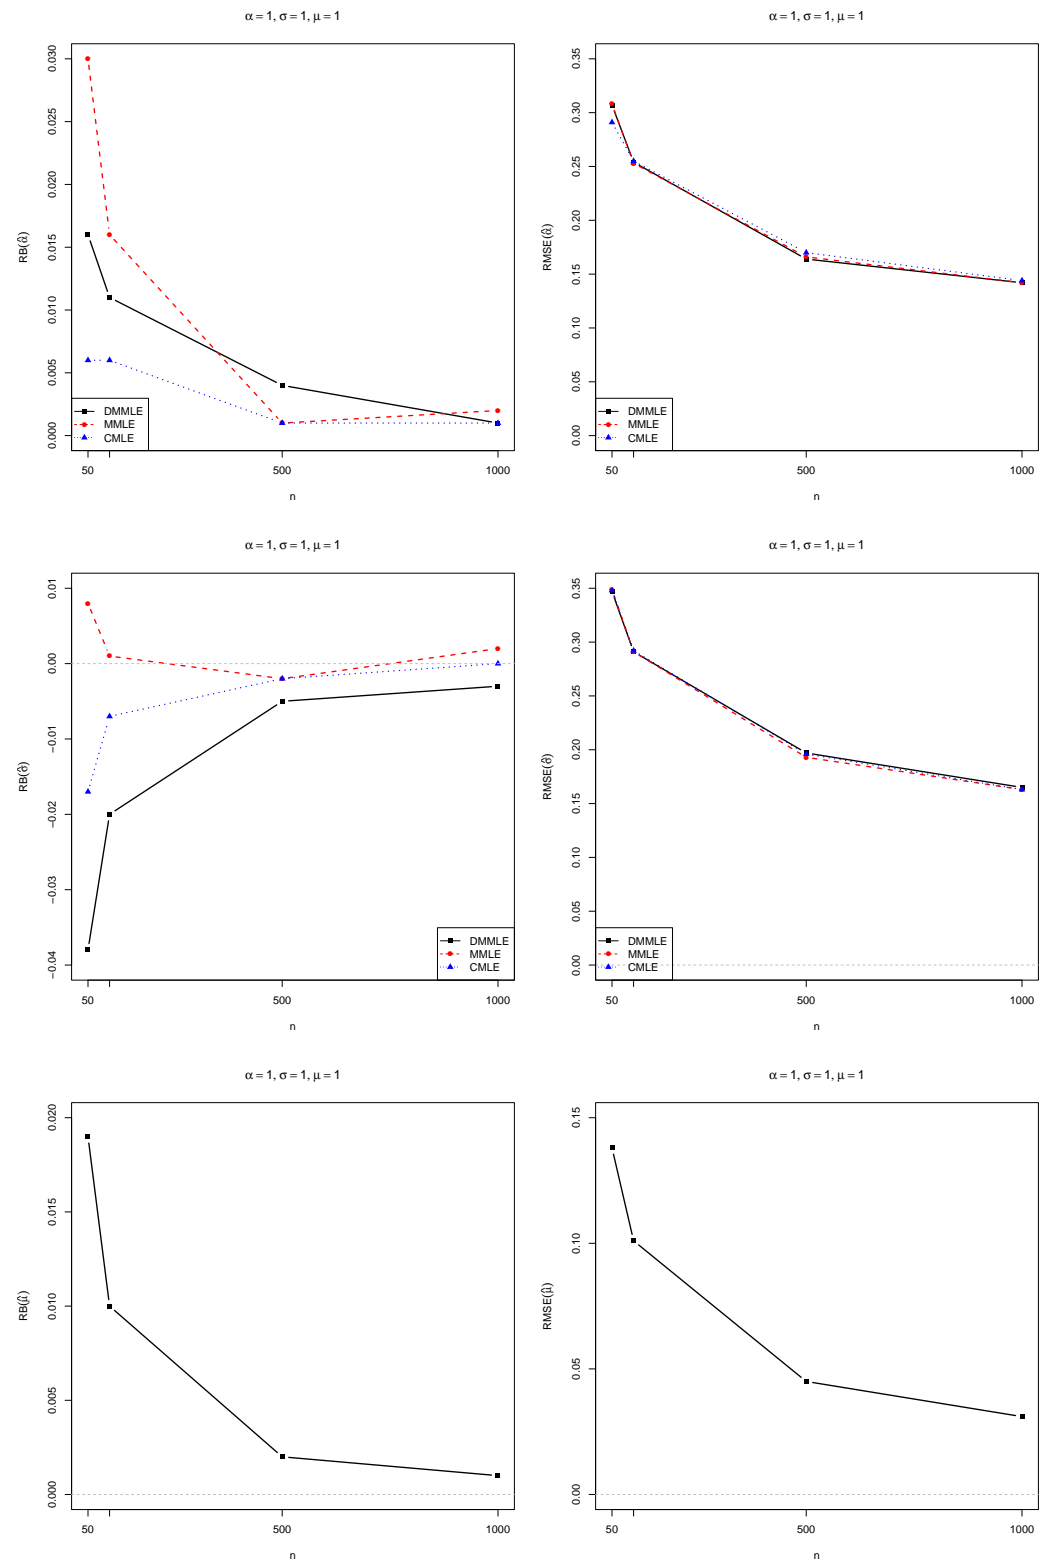 α = 1, σ = 1, μ = 1
RB(α̂)
0.000 0.005 0.010 0.015 0.020 0.025 0.030
DMMLE
MMLE
CMLE
50 500 1000
n
α = 1, σ = 1, μ = 1
RMSE(α̂)
0.00 0.05 0.10 0.15 0.20 0.25 0.30 0.35
DMMLE
MMLE
CMLE
50 500 1000
n
α = 1, σ = 1, μ = 1
RB(σ̂)
−0.04 −0.03 −0.02 −0.01 0.00 0.01
DMMLE
MMLE
CMLE
50 500 1000
n
α = 1, σ = 1, μ = 1
RMSE(σ̂)
0.00 0.05 0.10 0.15 0.20 0.25 0.30 0.35
DMMLE
MMLE
CMLE
50 500 1000
n
α = 1, σ = 1, μ = 1
RB(μ̂)
0.000 0.005 0.010 0.015 0.020
50 500 1000
n
α = 1, σ = 1, μ = 1
RMSE(μ̂)
0.00 0.05 0.10 0.15
50 500 1000
n